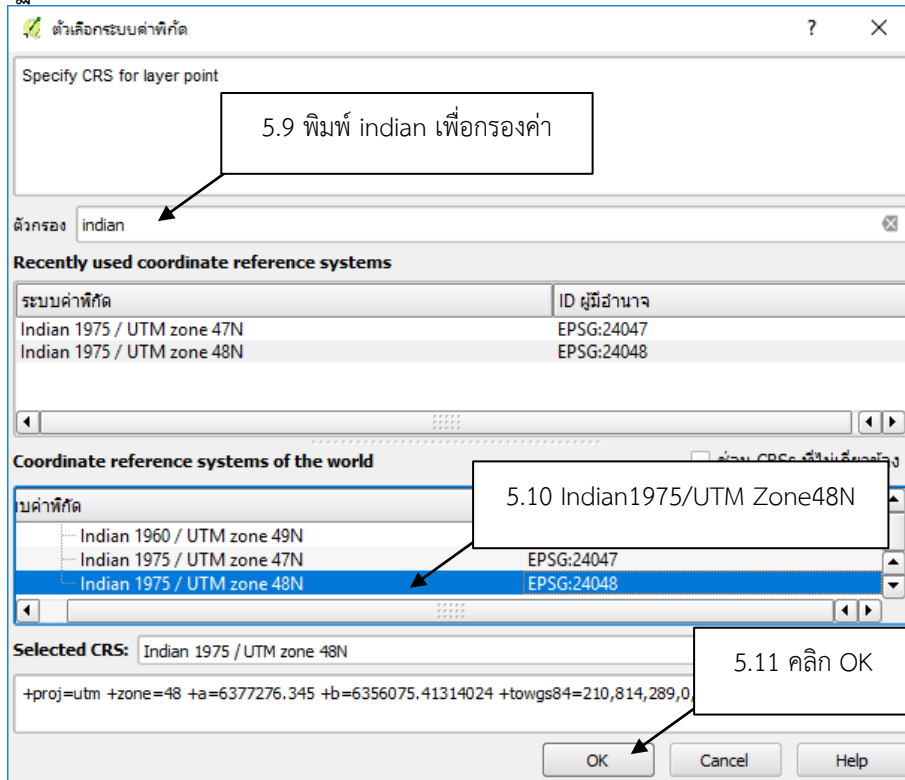 ตัวเลือกระบบค่าพิกัด
Specify CRS for layer point
5.9 พิมพ์ indian เพื่อกรองค่า
ตัวกรอง indian
Recently used coordinate reference systems
ระบบค่าพิกัด ID ผู้มีอำนาจ
Indian 1975 / UTM zone 47N EPSG:24047
Indian 1975 / UTM zone 48N EPSG:24048
Coordinate reference systems of the world
5.10 Indian1975/UTM Zone48N
บค่าพิกัด
Indian 1960 / UTM zone 49N
Indian 1975 / UTM zone 47N EPSG:24047
Indian 1975 / UTM zone 48N EPSG:24048
Selected CRS: Indian 1975 / UTM zone 48N
5.11 คลิก OK
+proj=utm +zone=48 +a=6377276.345 +b=6356075.41314024 +towgs84=210,814,289,0,
OK Cancel Help